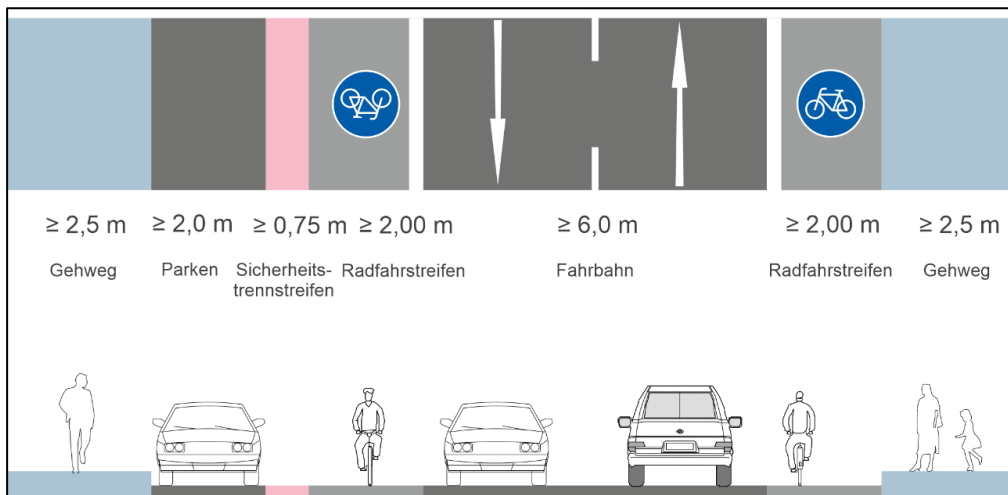 ≥ 2,5 m ≥ 2,0 m ≥ 0,75 m ≥ 2,00 m ≥ 6,0 m ≥ 2,00 m ≥ 2,5 m
Gehweg Parken Sicherheits- Radfahrstreifen Fahrbahn Radfahrstreifen Gehweg
trennstreifen